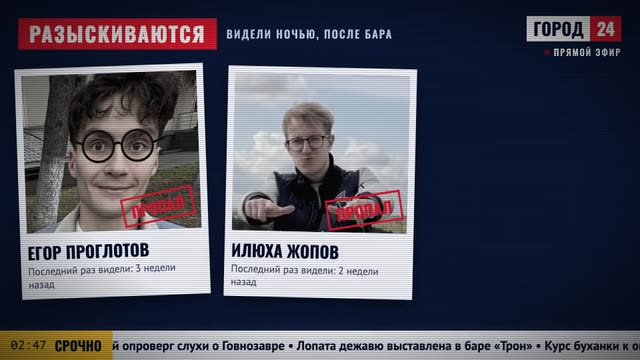 РАЗЫСКИВАЮТСЯ
ВИДЕЛИ НОЧЬЮ, ПОСЛЕ БАРА
ГОРОД 24
ПРЯМОЙ ЭФИР
ПРОПАЛ
ЕГОР ПРОГЛОТОВ
Последний раз видели: 3 недели
назад
ПРОПАЛ
ИЛЮХА ЖОПОВ
Последний раз видели: 2 недели
назад
02:47 СРОЧНО й опроверг слухи о Говнозавре • Лопата дежавю выставлена в баре «Трон» • Курс буханки к о